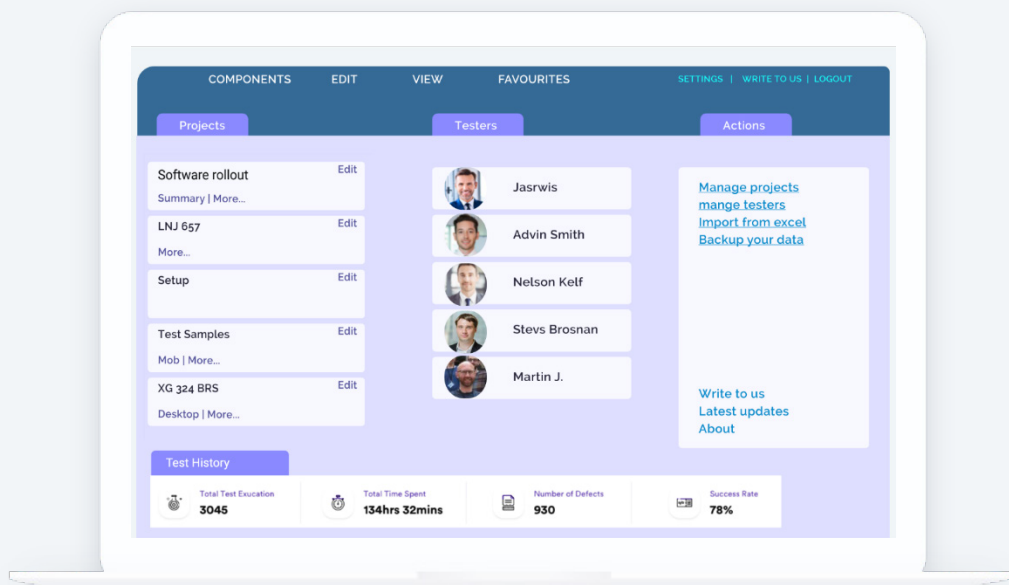 COMPONENTS EDIT VIEW FAVOURITES SETTINGS | WRITE TO US | LOGOUT
Projects Testers Actions
Software rollout Edit
Summary | More...
LNJ 657 Edit
More...
Setup Edit
Test Samples Edit
Mob | More...
XG 324 BRS Edit
Desktop | More...
Jasrwis
Advin Smith
Nelson Kelf
Stevs Brosnan
Martin J.
Manage projects
mange testers
Import from excel
Backup your data
Write to us
Latest updates
About
Test History
Total Test Exucation
3045
Total Time Spent
134hrs 32mins
Number of Defects
930
Success Rate
78%